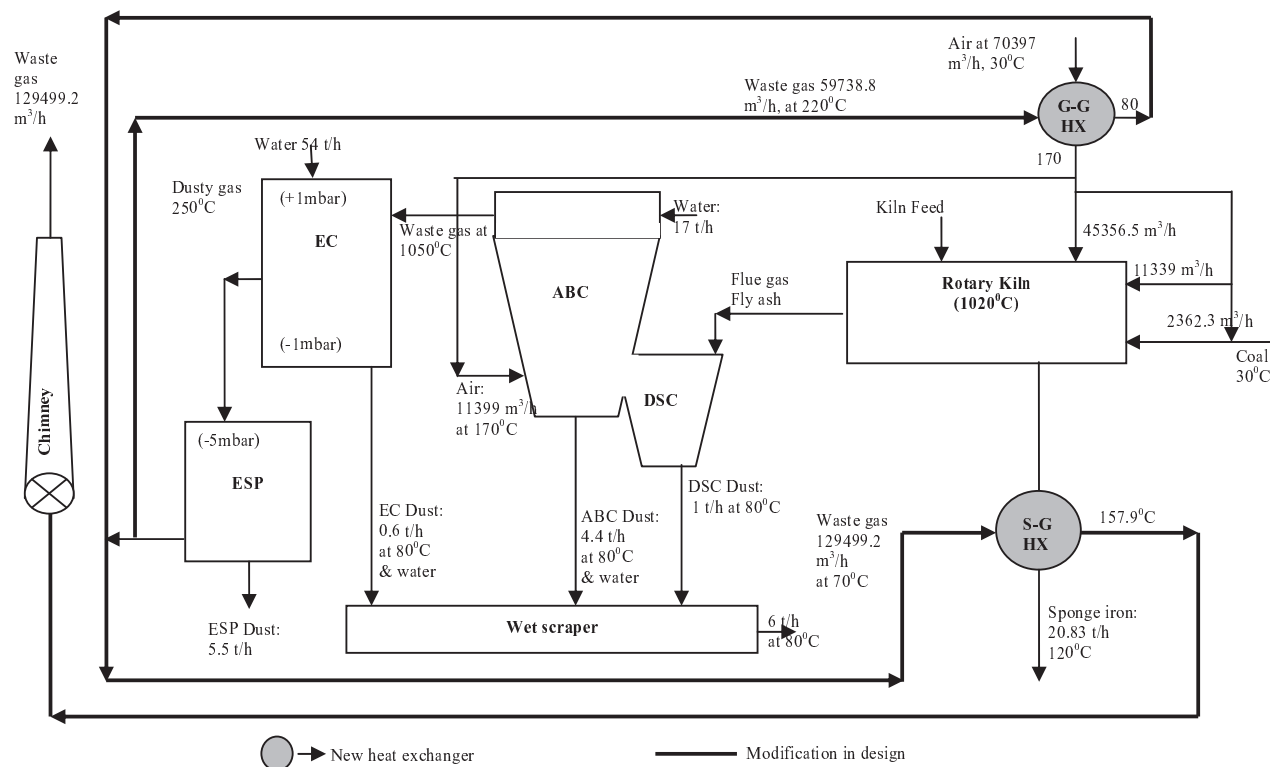 Waste
gas
129499.2
m³/h
Air at 70397
m³/h, 30⁰C
Waste gas 59738.8
m³/h, at 220⁰C
G-G
HX
80
170
Water 54 t/h
Dusty gas
250⁰C
(+1mbar)
EC
(-1mbar)
Waste gas at
1050⁰C
Water:
17 t/h
ABC
Flue gas
Fly ash
Kiln Feed
45356.5 m³/h
11339 m³/h
2362.3 m³/h
Rotary Kiln
(1020⁰C)
Coal
30⁰C
Air:
11399 m³/h
at 170⁰C
DSC
Chimney
(-5mbar)
ESP
EC Dust:
0.6 t/h
at 80⁰C
& water
ABC Dust:
4.4 t/h
at 80⁰C
& water
DSC Dust:
1 t/h at 80⁰C
Waste gas
129499.2
m³/h
at 70⁰C
S-G
HX
157.9⁰C
ESP Dust:
5.5 t/h
Wet scraper
6 t/h
at 80⁰C
Sponge iron:
20.83 t/h
120⁰C
New heat exchanger
Modification in design